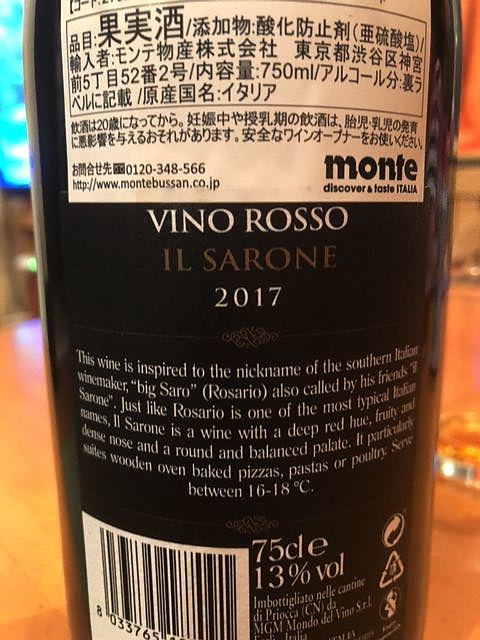 品目:果実酒/添加物:酸化防止剤(亜硫酸塩)/
輸入者:モンテ物産株式会社 東京都渋谷区神宮
前5丁目52番2号/内容量:750ml/アルコール分:裏ラ
ベルに記載/原産国名:イタリア
飲酒は20歳になってから。妊娠中や授乳期の飲酒は、胎児・乳児の発育
に悪影響を与えるおそれがあります。安全なワインオープナーをお使いください。
お問合せ先 0120-348-566
http://www.montebussan.co.jp
monte
discover & taste ITALIA
VINO ROSSO
IL SARONE
2017
This wine is inspired to the nickname of the southern Italian
winemaker, "big Saro" (Rosario) also called by his friends "Il
Sarone". Just like Rosario is one of the most typical Italian
names, Il Sarone is a wine with a deep red hue, fruity and
dense nose and a round and balanced palate. It particularly
suites wooden oven baked pizzas, pastas or poultry. Serve
between 16-18 °C.
75cl e
13% vol
Imbottigliato nelle cantine
di Priocca (CN) da
MGM Mondo del Vino S.r.l.
8 033765